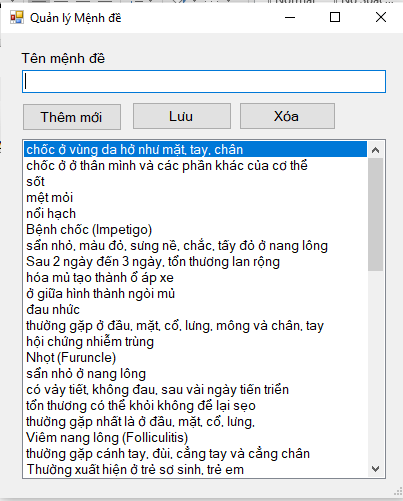 Quản lý Mệnh đề
Tên mệnh đề
Thêm mới
Lưu
Xóa
chốc ở vùng da hở như mặt, tay, chân
chốc ở ở thân mình và các phần khác của cơ thể
sốt
mệt mỏi
nổi hạch
Bệnh chốc (Impetigo)
sẩn nhỏ, màu đỏ, sưng nề, chắc, tấy đỏ ở nang lông
Sau 2 ngày đến 3 ngày, tổn thương lan rộng
hóa mủ tạo thành ổ áp xe
ở giữa hình thành ngòi mủ
đau nhức
thường gặp ở đầu, mặt, cổ, lưng, mông và chân, tay
hội chứng nhiễm trùng
Nhọt (Furuncle)
sẩn nhỏ ở nang lông
có vảy tiết, không đau, sau vài ngày tiến triển
tổn thương có thể khỏi không để lại sẹo
thường gặp nhất là ở đầu, mặt, cổ, lưng,
Viêm nang lông (Folliculitis)
thường gặp cánh tay, đùi, cẳng tay và cẳng chân
Thường xuất hiện ở trẻ sơ sinh, trẻ em